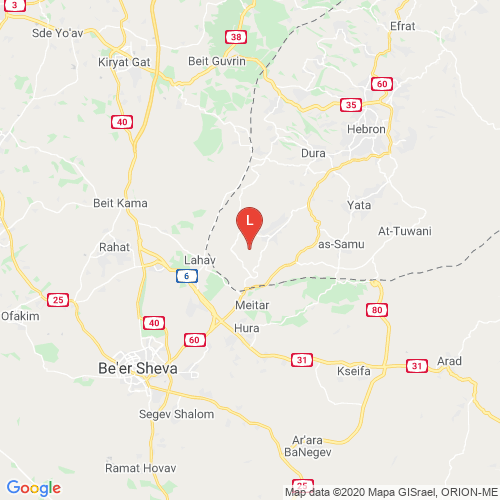 3
Efrat
Sde Yo'av
38
Kiryat Gat
Beit Guvrin
60
35
40
Hebron
Dura
Beit Kama
Yata
L
At-Tuwani
Rahat
as-Samu
Lahav
6
25
Meitar
80
Ofakim
40
Hura
60
31
Arad
Be'er Sheva
Kseifa
31
Segev Shalom
Ar'ara
BaNegev
Ramat Hovav
25
Google
Map data ©2020 Mapa GISrael, ORION-ME